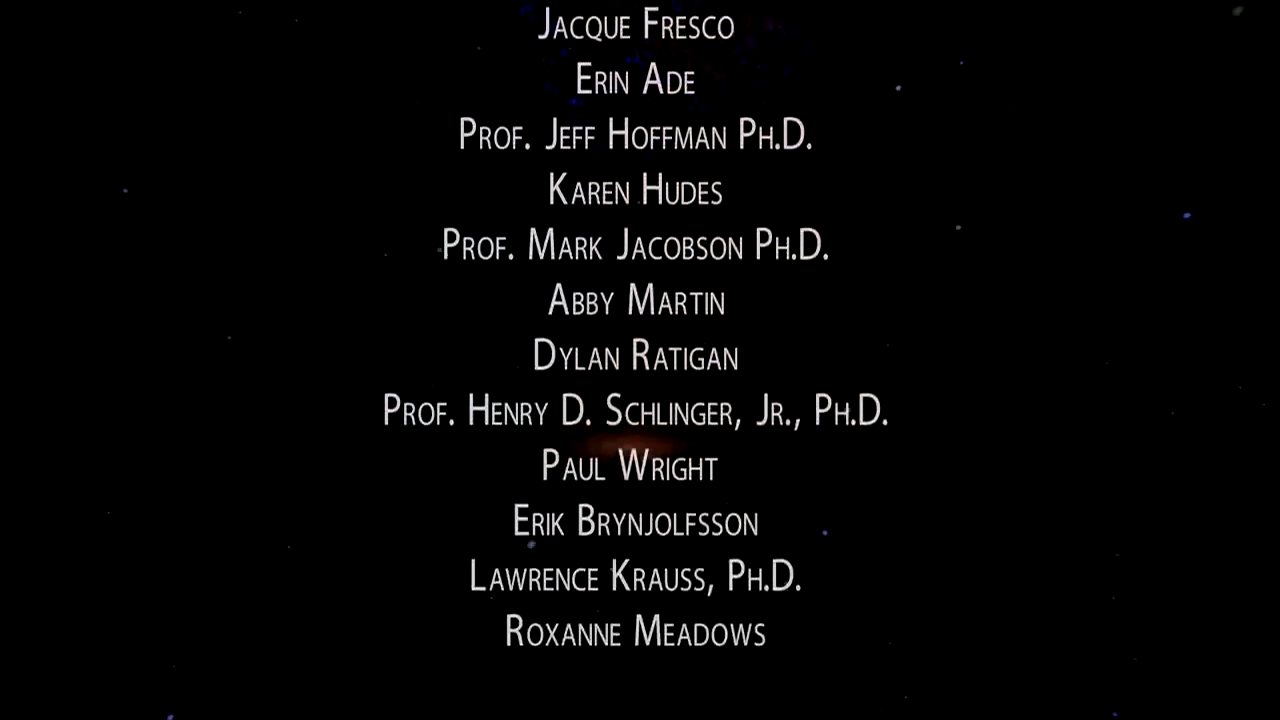 Jacque Fresco
Erin Ade
Prof. Jeff Hoffman Ph.D.
Karen Hudes
Prof. Mark Jacobson Ph.D.
Abby Martin
Dylan Ratigan
Prof. Henry D. Schlinger, Jr., Ph.D.
Paul Wright
Erik Brynjolfsson
Lawrence Krauss, Ph.D.
Roxanne Meadows